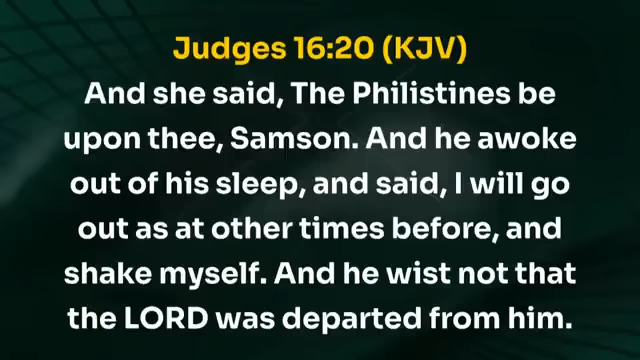 Judges 16:20 (KJV)
And she said, The Philistines be
upon thee, Samson. And he awoke
out of his sleep, and said, I will go
out as at other times before, and
shake myself. And he wist not that
the LORD was departed from him.